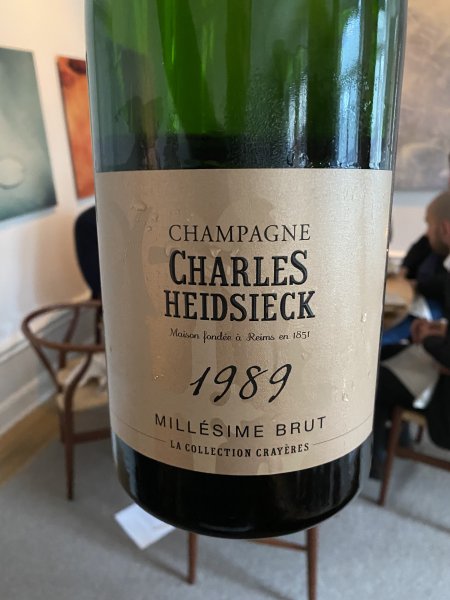 CHAMPAGNE
CHARLES
HEIDSIECK
Maison fondée à Reims en 1851
1989
MILLÉSIME BRUT
LA COLLECTION CRAYÈRES